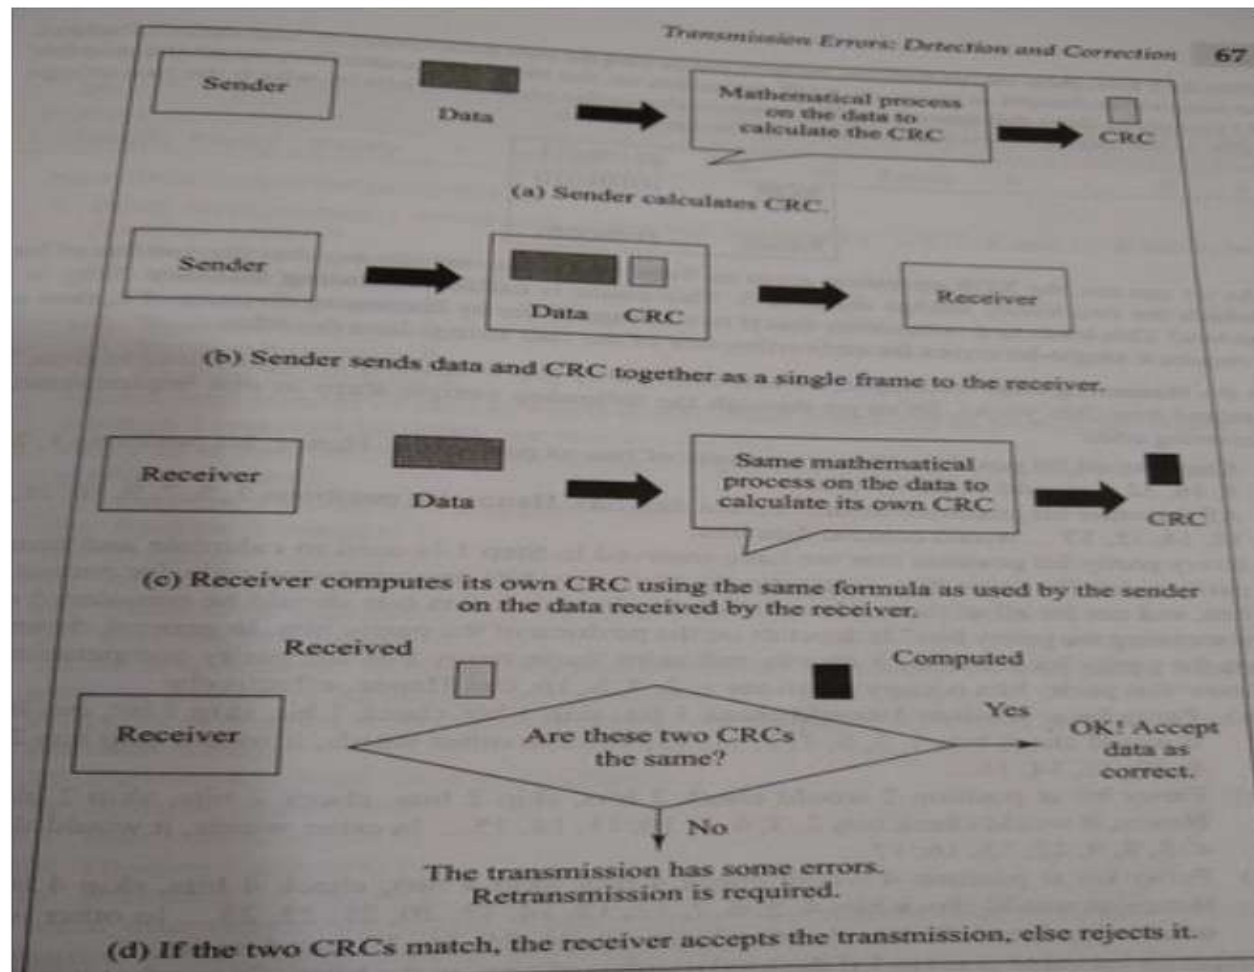 Transmission Errors: Detection and Correction 67
Sender
Data
Mathematical process
on the data to
calculate the CRC
CRC
(a) Sender calculates CRC.
Sender
Data CRC
Receiver
(b) Sender sends data and CRC together as a single frame to the receiver.
Receiver
Data
Same mathematical
process on the data to
calculate its own CRC
CRC
(c) Receiver computes its own CRC using the same formula as used by the sender
on the data received by the receiver.
Received
Computed
Receiver
Are these two CRCs
the same?
Yes
OK! Accept
data as
correct.
No
The transmission has some errors.
Retransmission is required.
(d) If the two CRCs match, the receiver accepts the transmission, else rejects it.